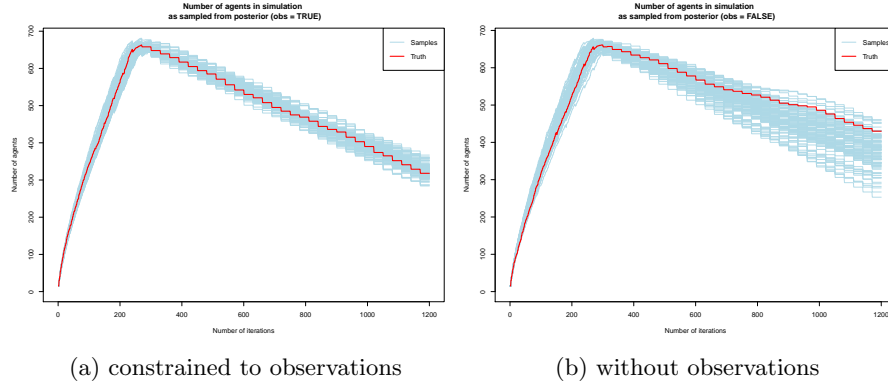 Number of agents in simulation
as sampled from posterior (obs = TRUE)
Number of agents
700
600
500
400
300
200
100
0
Samples
Truth
0 200 400 600 800 1000 1200
Number of iterations
(a) constrained to observations
Number of agents in simulation
as sampled from posterior (obs = FALSE)
Number of agents
700
600
500
400
300
200
100
0
Samples
Truth
0 200 400 600 800 1000 1200
Number of iterations
(b) without observations